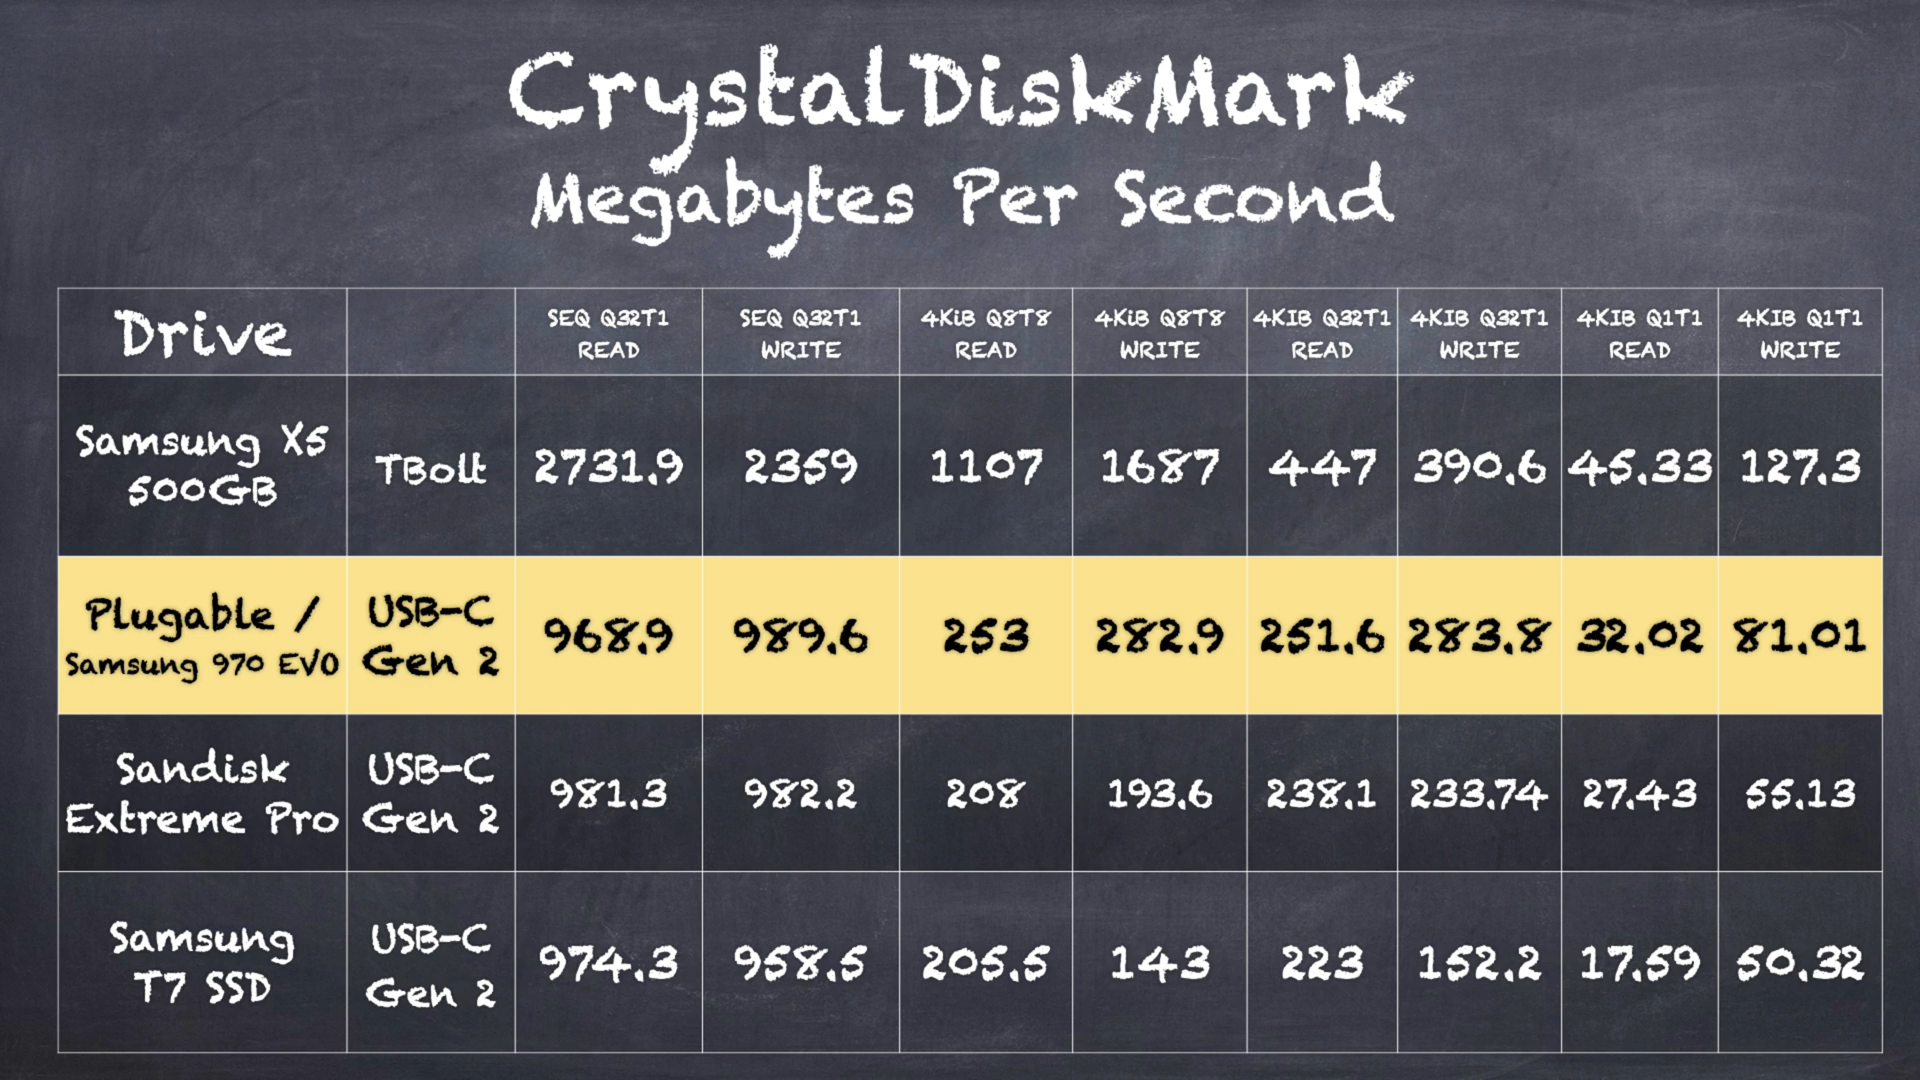 CrystalDiskMark
Megabytes Per Second
Drive
SEQ Q32T1 READ
SEQ Q32T1 WRITE
4KiB Q8T8 READ
4KiB Q8T8 WRITE
4KIB Q32T1 READ
4KIB Q32T1 WRITE
4KIB Q1T1 READ
4KIB Q1T1 WRITE
Samsung X5
500GB
TBolt
2731.9
2359
1107
1687
447
390.6
45.33
127.3
Plugable /
Samsung 970 EVO
USB-C
Gen 2
968.9
989.6
253
282.9
251.6
283.8
32.02
81.01
Sandisk
Extreme Pro
USB-C
Gen 2
981.3
982.2
208
193.6
238.1
233.74
27.43
55.13
Samsung
T7 SSD
USB-C
Gen 2
974.3
958.5
205.5
143
223
152.2
17.59
50.32